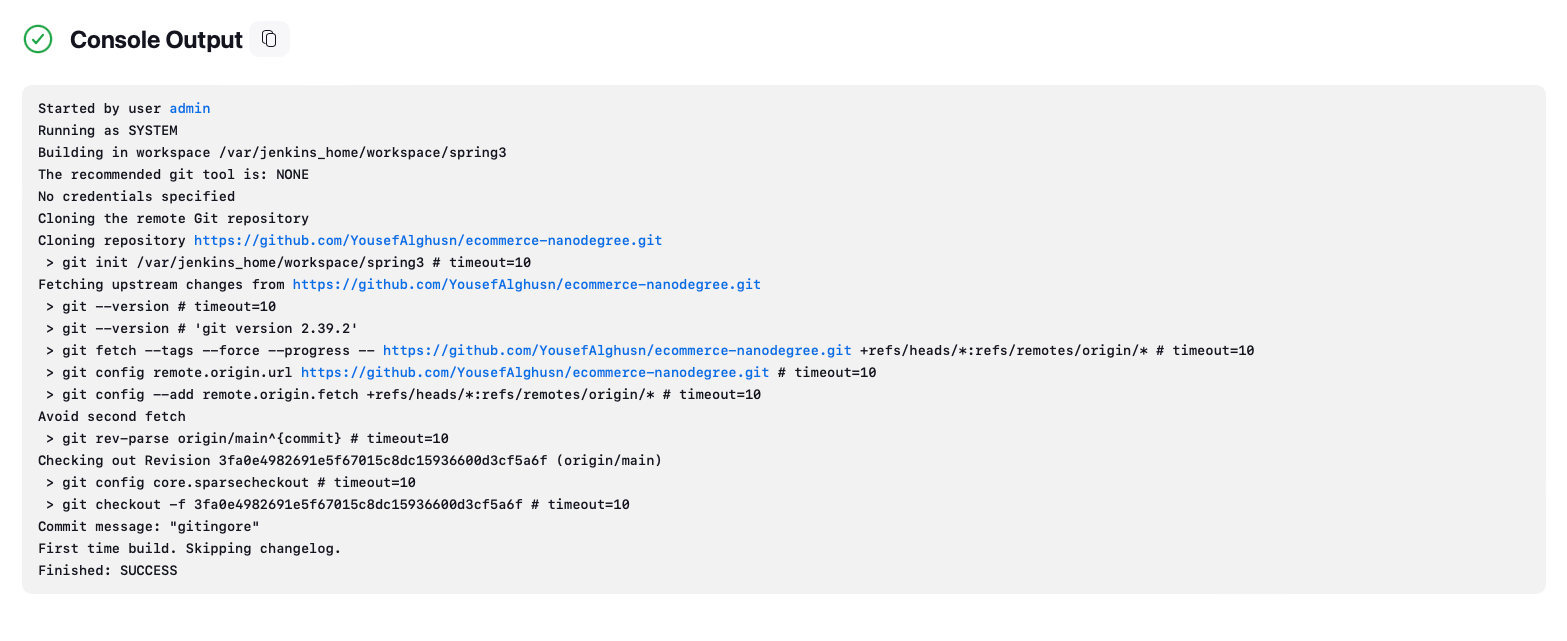 Console Output
Started by user admin
Running as SYSTEM
Building in workspace /var/jenkins_home/workspace/spring3
The recommended git tool is: NONE
No credentials specified
Cloning the remote Git repository
Cloning repository https://github.com/YousefAlghusn/ecommerce-nanodegree.git
 > git init /var/jenkins_home/workspace/spring3 # timeout=10
Fetching upstream changes from https://github.com/YousefAlghusn/ecommerce-nanodegree.git
 > git --version # timeout=10
 > git --version # 'git version 2.39.2'
 > git fetch --tags --force --progress -- https://github.com/YousefAlghusn/ecommerce-nanodegree.git +refs/heads/*:refs/remotes/origin/* # timeout=10
 > git config remote.origin.url https://github.com/YousefAlghusn/ecommerce-nanodegree.git # timeout=10
 > git config --add remote.origin.fetch +refs/heads/*:refs/remotes/origin/* # timeout=10
Avoid second fetch
 > git rev-parse origin/main^{commit} # timeout=10
Checking out Revision 3fa0e4982691e5f67015c8dc15936600d3cf5a6f (origin/main)
 > git config core.sparsecheckout # timeout=10
 > git checkout -f 3fa0e4982691e5f67015c8dc15936600d3cf5a6f # timeout=10
Commit message: "gitingore"
First time build. Skipping changelog.
Finished: SUCCESS